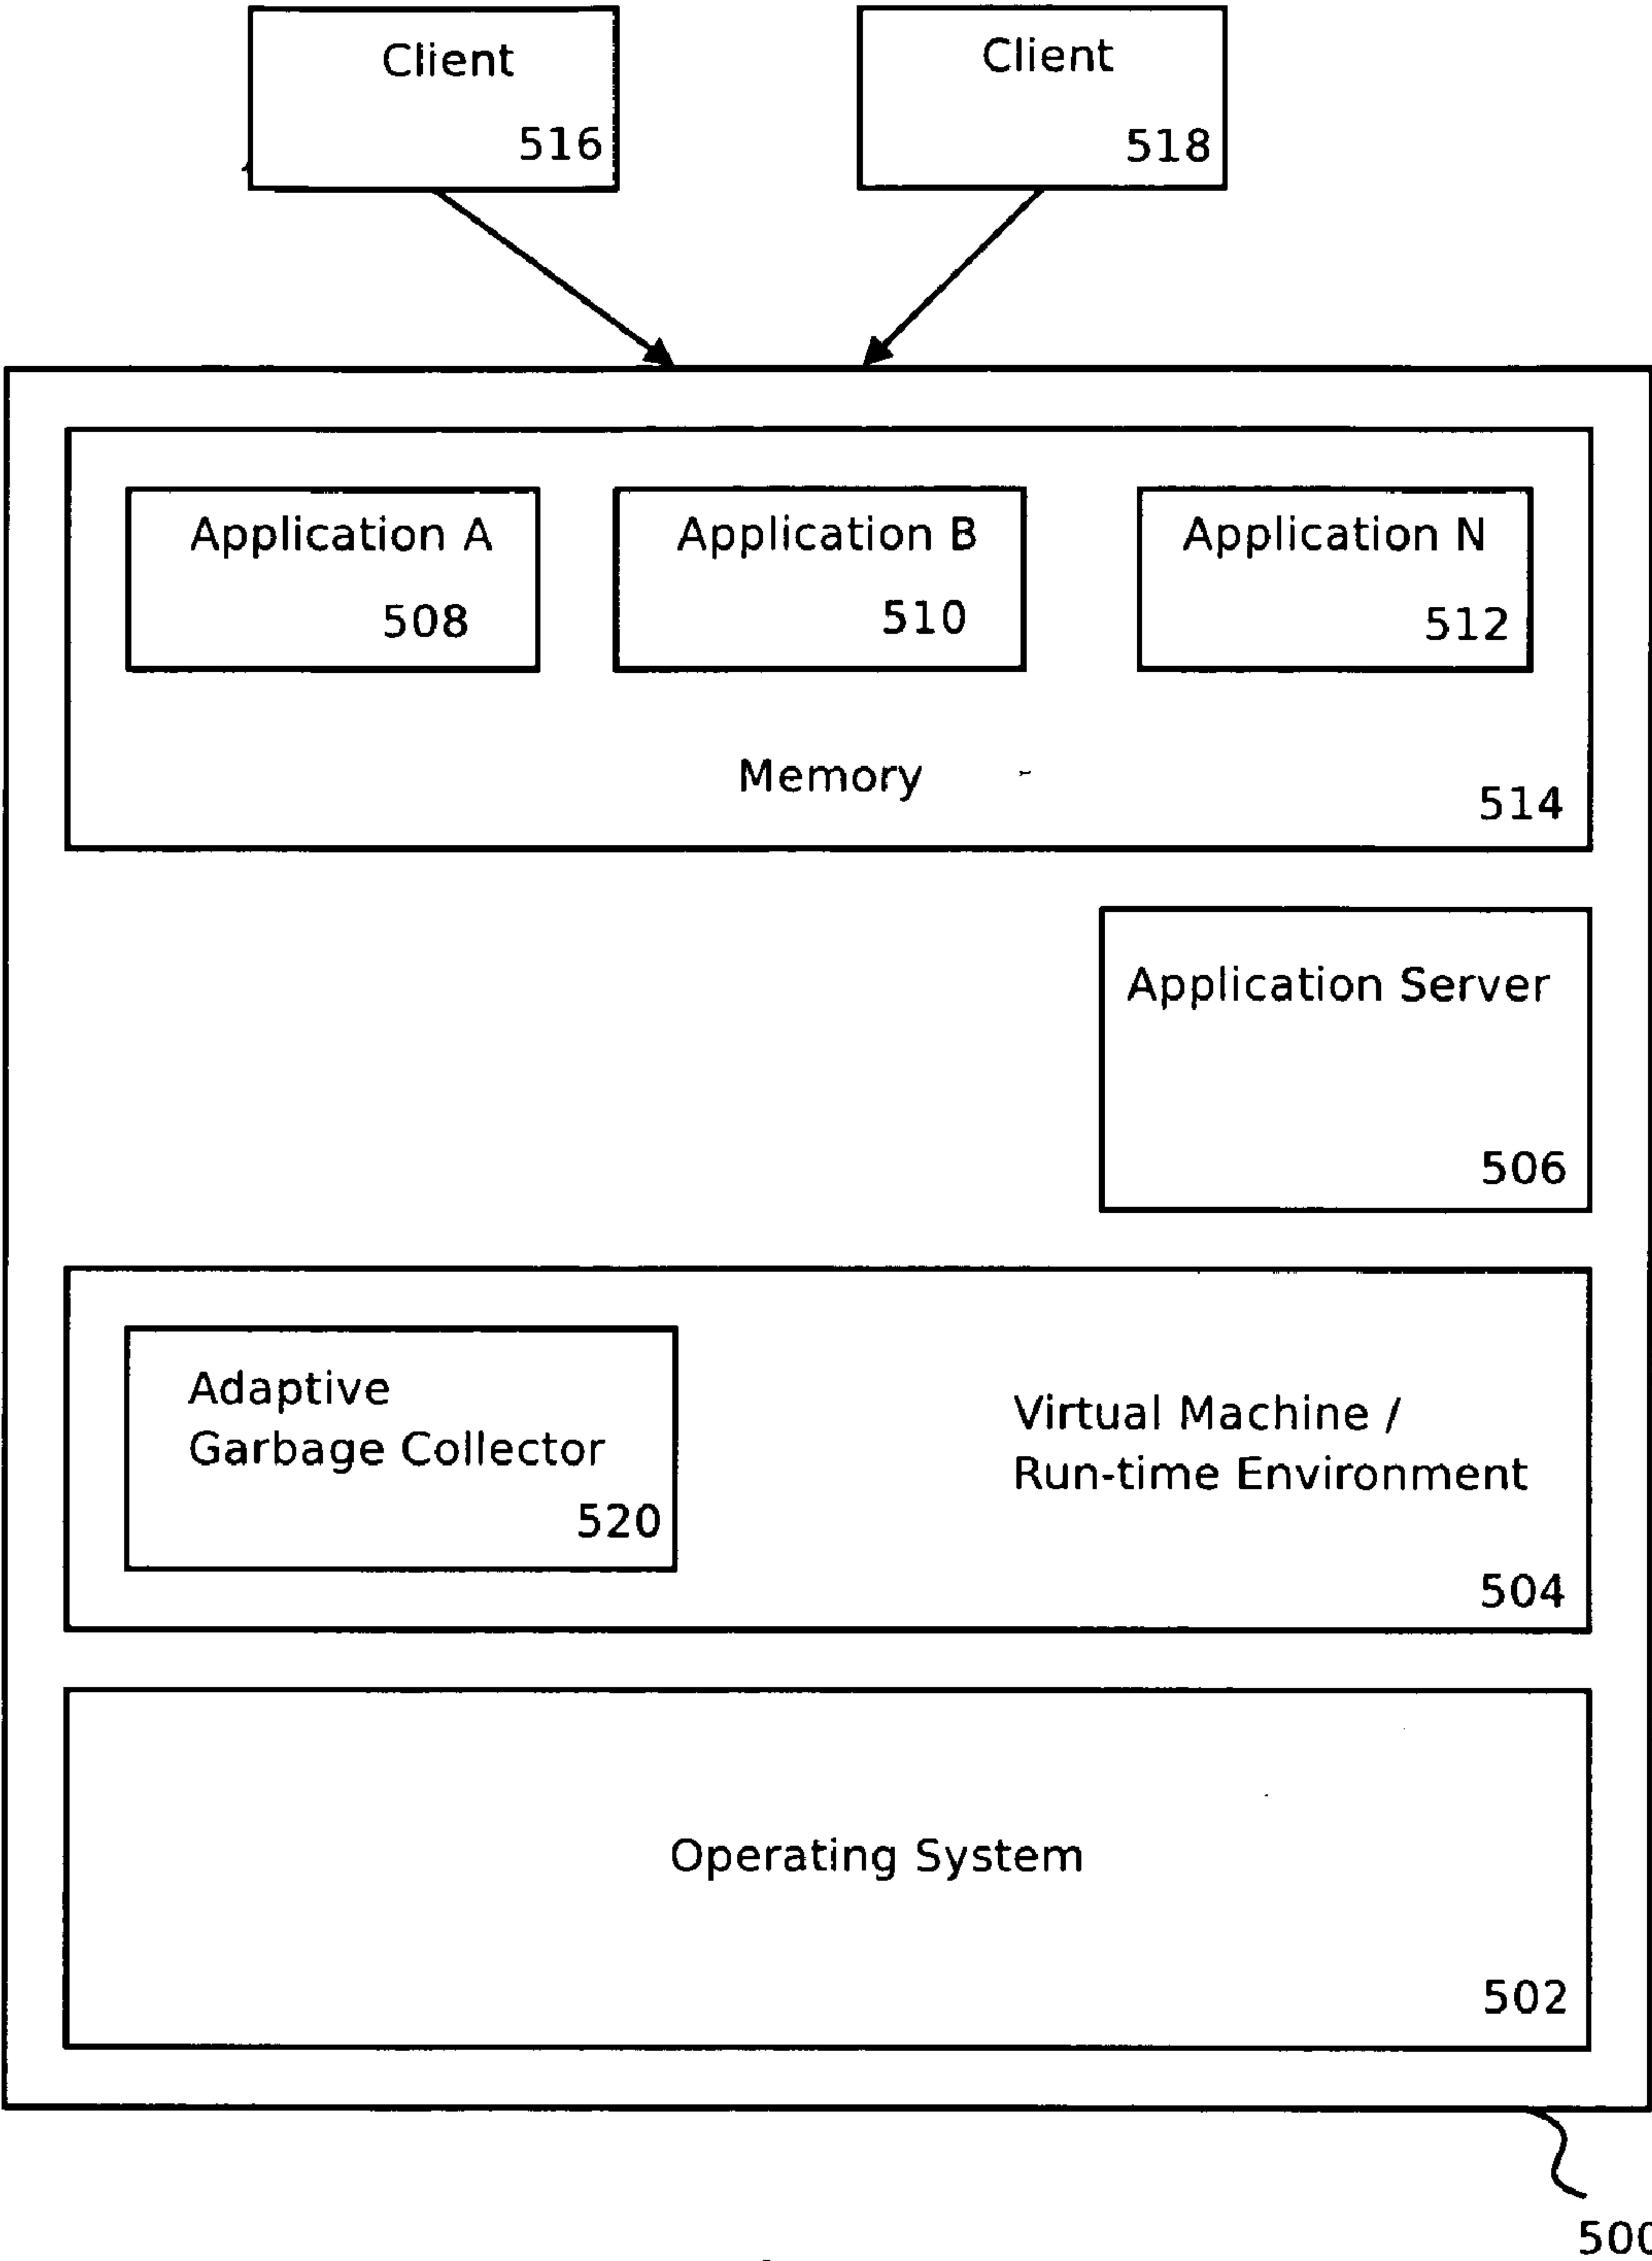 Client
516
Client
518
Application A
508
Application B
510
Application N
512
Memory
514
Application Server
506
Adaptive
Garbage Collector
520
Virtual Machine /
Run-time Environment
504
Operating System
502
500